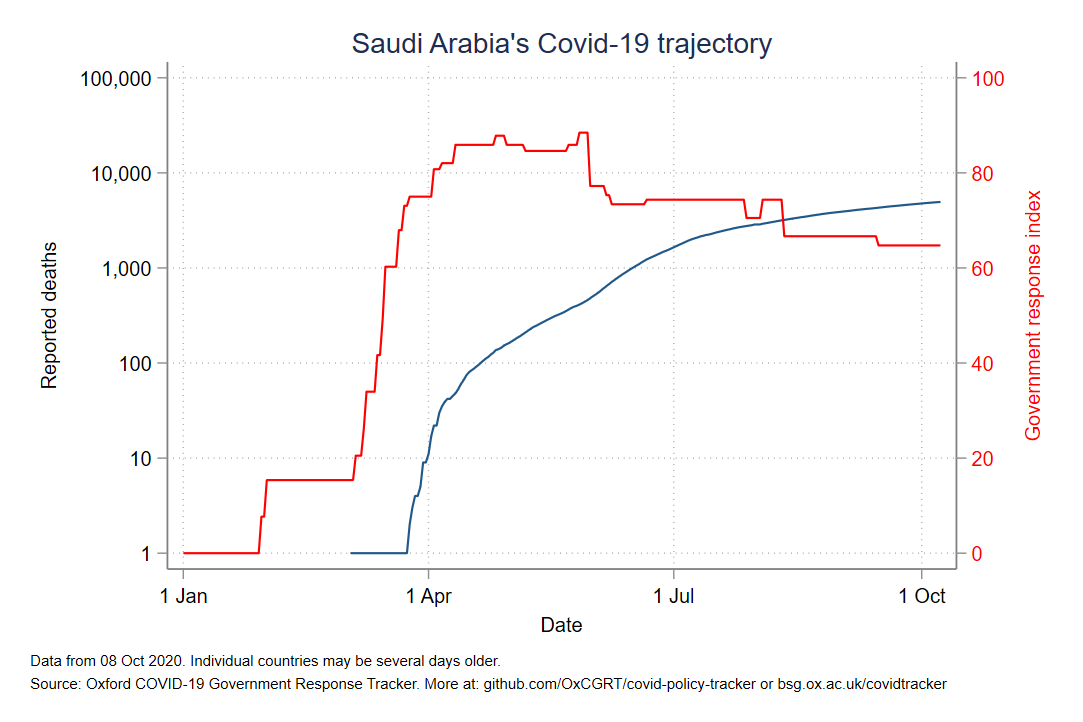 Saudi Arabia's Covid-19 trajectory
100,000
10,000
1,000
100
10
1
Reported deaths
100
80
60
40
20
0
Government response index
1 Jan
1 Apr
1 Jul
1 Oct
Date
Data from 08 Oct 2020. Individual countries may be several days older.
Source: Oxford COVID-19 Government Response Tracker. More at: github.com/OxCGRT/covid-policy-tracker or bsg.ox.ac.uk/covidtracker